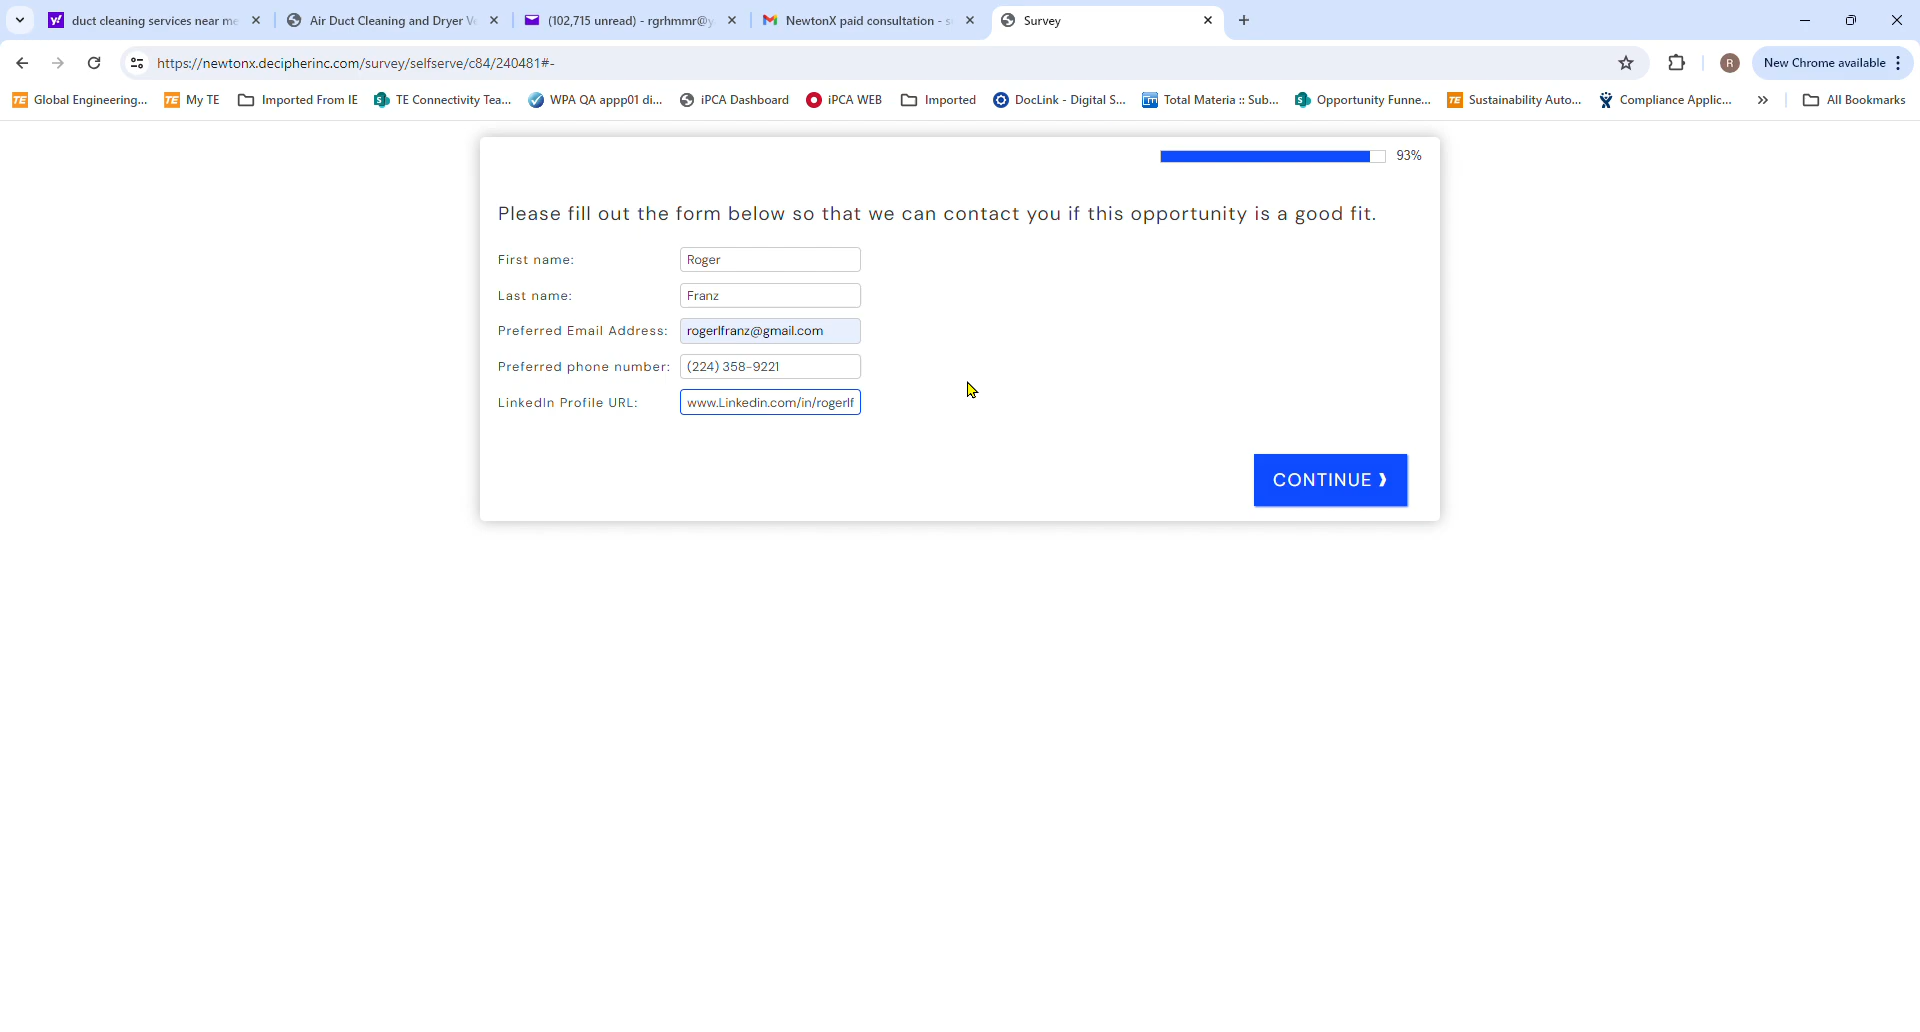 duct cleaning services near me
Air Duct Cleaning and Dryer Ve
(102,715 unread) - rgrhmmr@y
NewtonX paid consultation - s
Survey
https://newtonx.decipherinc.com/survey/selfserve/c84/240481#-
R
New Chrome available
TE Global Engineering...
TE My TE
Imported From IE
TE Connectivity Tea...
WPA QA appp01 di...
iPCA Dashboard
iPCA WEB
Imported
DocLink - Digital S...
Total Materia :: Sub...
Opportunity Funne...
TE Sustainability Auto...
Compliance Applic...
All Bookmarks
93%
Please fill out the form below so that we can contact you if this opportunity is a good fit.
First name: Roger
Last name: Franz
Preferred Email Address: rogerlfranz@gmail.com
Preferred phone number: (224) 358-9221
LinkedIn Profile URL: www.Linkedin.com/in/rogerlf
CONTINUE ❯